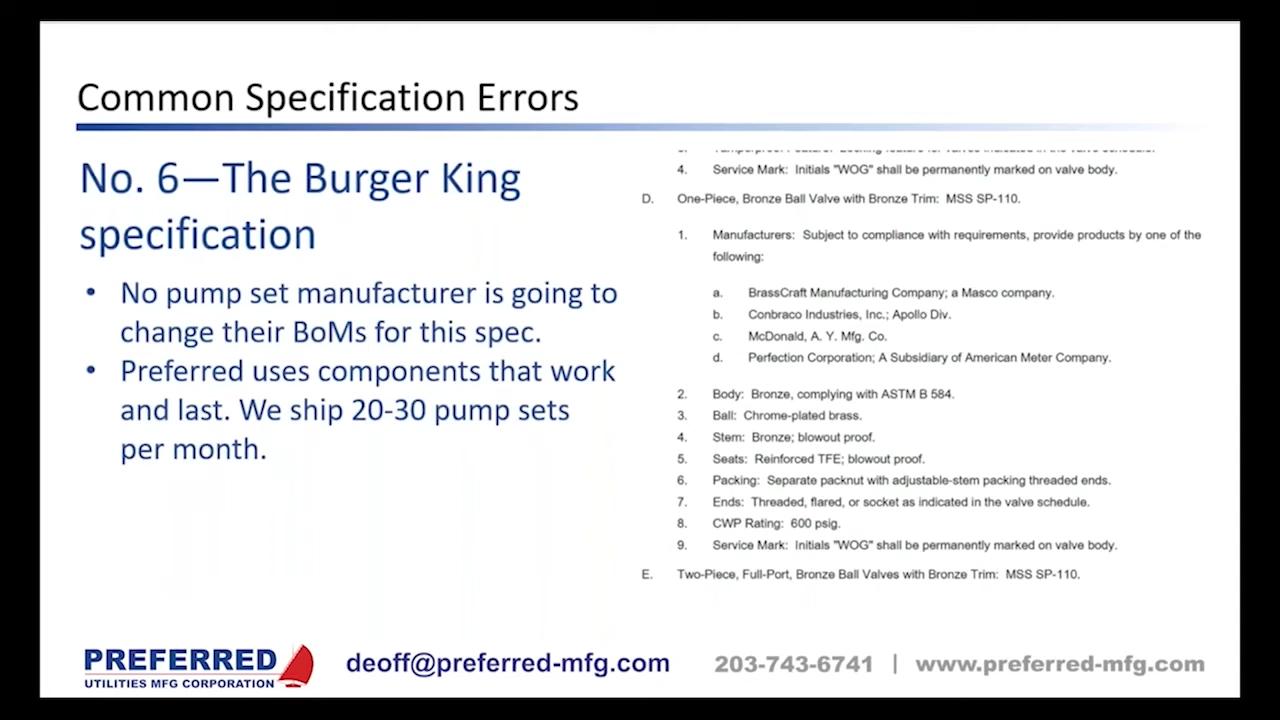 Common Specification Errors
No. 6—The Burger King
specification
• No pump set manufacturer is going to
change their BoMs for this spec.
• Preferred uses components that work
and last. We ship 20-30 pump sets
per month.
4. Service Mark: Initials "WOG" shall be permanently marked on valve body.
D. One-Piece, Bronze Ball Valve with Bronze Trim: MSS SP-110.
1. Manufacturers: Subject to compliance with requirements, provide products by one of the
following:
a. BrassCraft Manufacturing Company; a Masco company.
b. Conbraco Industries, Inc.; Apollo Div.
c. McDonald, A. Y. Mfg. Co.
d. Perfection Corporation; A Subsidiary of American Meter Company.
2. Body: Bronze, complying with ASTM B 584.
3. Ball: Chrome-plated brass.
4. Stem: Bronze; blowout proof.
5. Seats: Reinforced TFE; blowout proof.
6. Packing: Separate packnut with adjustable-stem packing threaded ends.
7. Ends: Threaded, flared, or socket as indicated in the valve schedule.
8. CWP Rating: 600 psig.
9. Service Mark: Initials "WOG" shall be permanently marked on valve body.
E. Two-Piece, Full-Port, Bronze Ball Valves with Bronze Trim: MSS SP-110.
PREFERRED
UTILITIES MFG CORPORATION
deoff@preferred-mfg.com
203-743-6741 | www.preferred-mfg.com